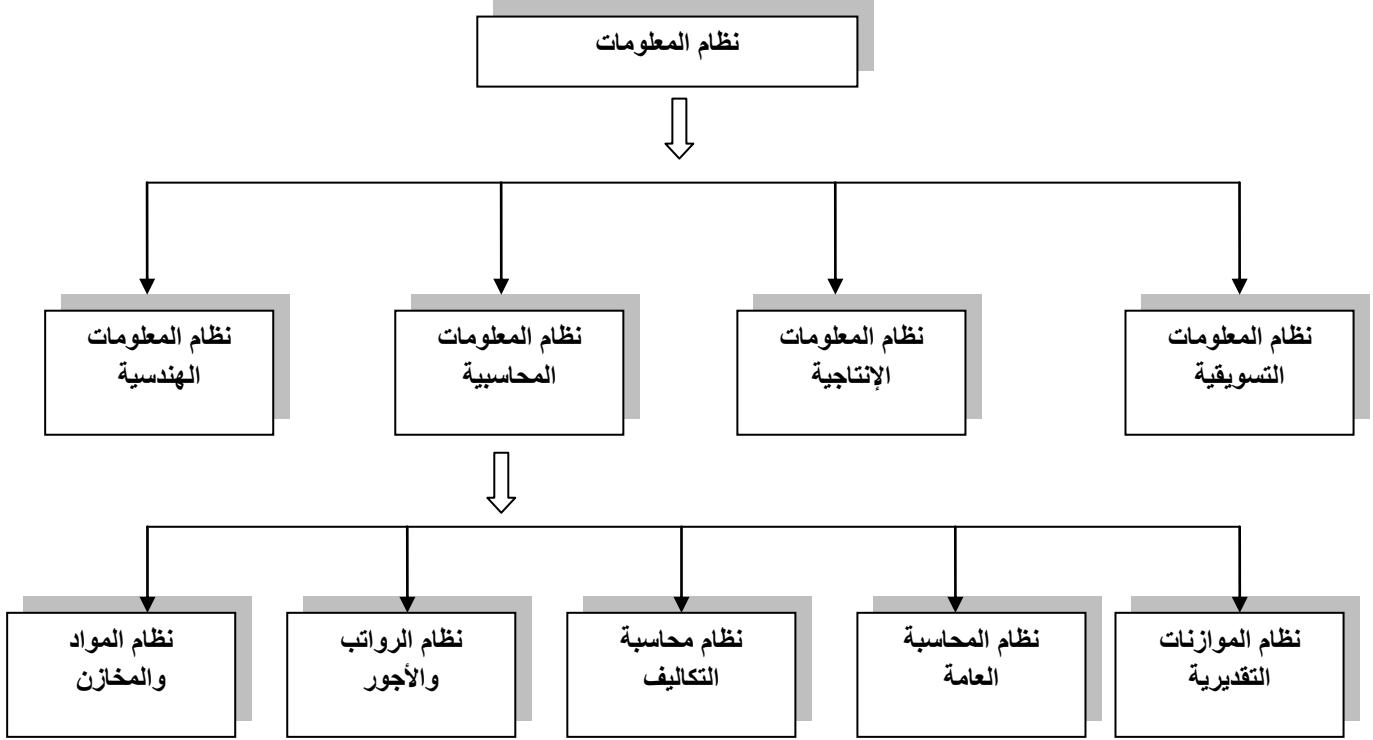 نظام المعلومات
نظام المعلومات
التسويقية
نظام المعلومات
الإنتاجية
نظام المعلومات
المحاسبية
نظام المعلومات
الهندسية
نظام الموازنات
التقديرية
نظام المحاسبة
العامة
نظام محاسبة
التكاليف
نظام الرواتب
والأجور
نظام المواد
والمخازن